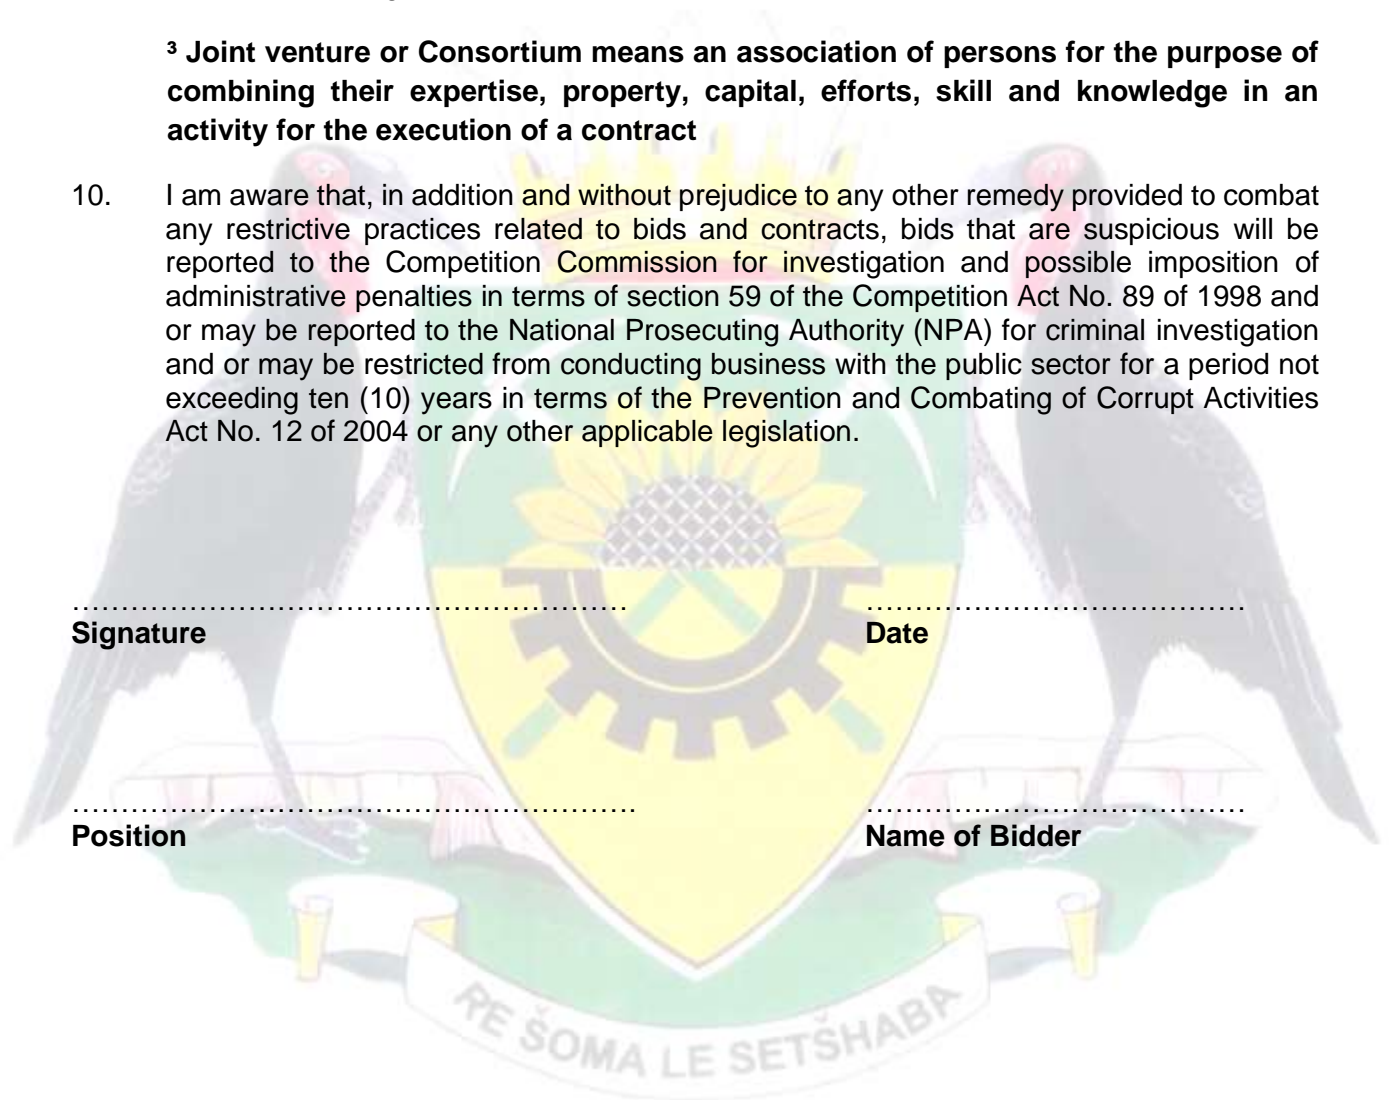 ³ Joint venture or Consortium means an association of persons for the purpose of
combining their expertise, property, capital, efforts, skill and knowledge in an
activity for the execution of a contract
10. I am aware that, in addition and without prejudice to any other remedy provided to combat
any restrictive practices related to bids and contracts, bids that are suspicious will be
reported to the Competition Commission for investigation and possible imposition of
administrative penalties in terms of section 59 of the Competition Act No. 89 of 1998 and
or may be reported to the National Prosecuting Authority (NPA) for criminal investigation
and or may be restricted from conducting business with the public sector for a period not
exceeding ten (10) years in terms of the Prevention and Combating of Corrupt Activities
Act No. 12 of 2004 or any other applicable legislation.
………………………………………………… …………………………………
Signature Date
…………………………………………………. …………………………………
Position Name of Bidder
RE ŠOMA LE SETŠHABA